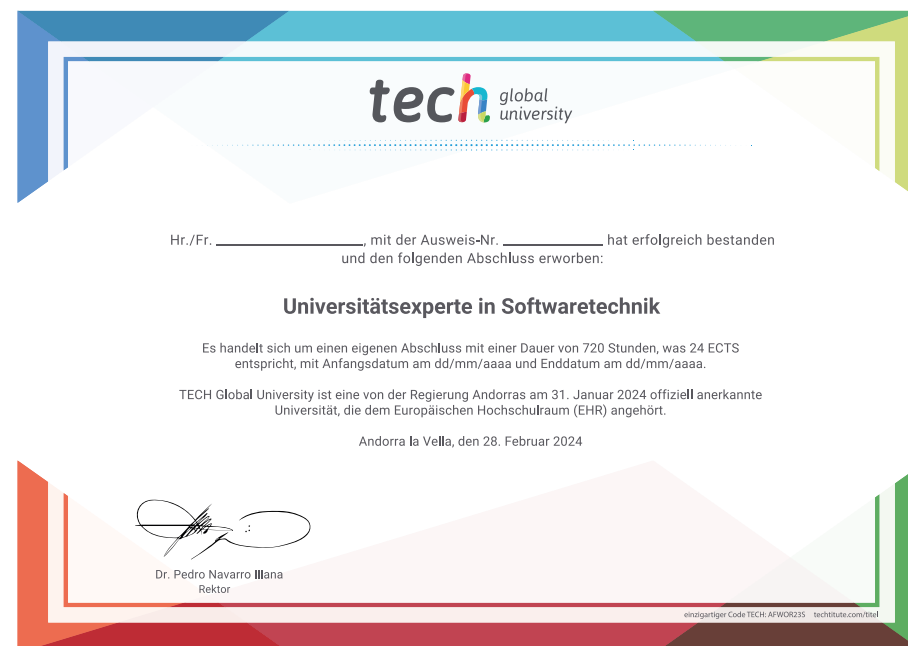 tech global university
Hr./Fr. ____________________, mit der Ausweis-Nr. ______________ hat erfolgreich bestanden
und den folgenden Abschluss erworben:
Universitätsexperte in Softwaretechnik
Es handelt sich um einen eigenen Abschluss mit einer Dauer von 720 Stunden, was 24 ECTS
entspricht, mit Anfangsdatum am dd/mm/aaaa und Enddatum am dd/mm/aaaa.
TECH Global University ist eine von der Regierung Andorras am 31. Januar 2024 offiziell anerkannte
Universität, die dem Europäischen Hochschulraum (EHR) angehört.
Andorra la Vella, den 28. Februar 2024
Dr. Pedro Navarro Illana
Rektor
einzigartiger Code TECH: AFWOR23S techtitute.com/titel